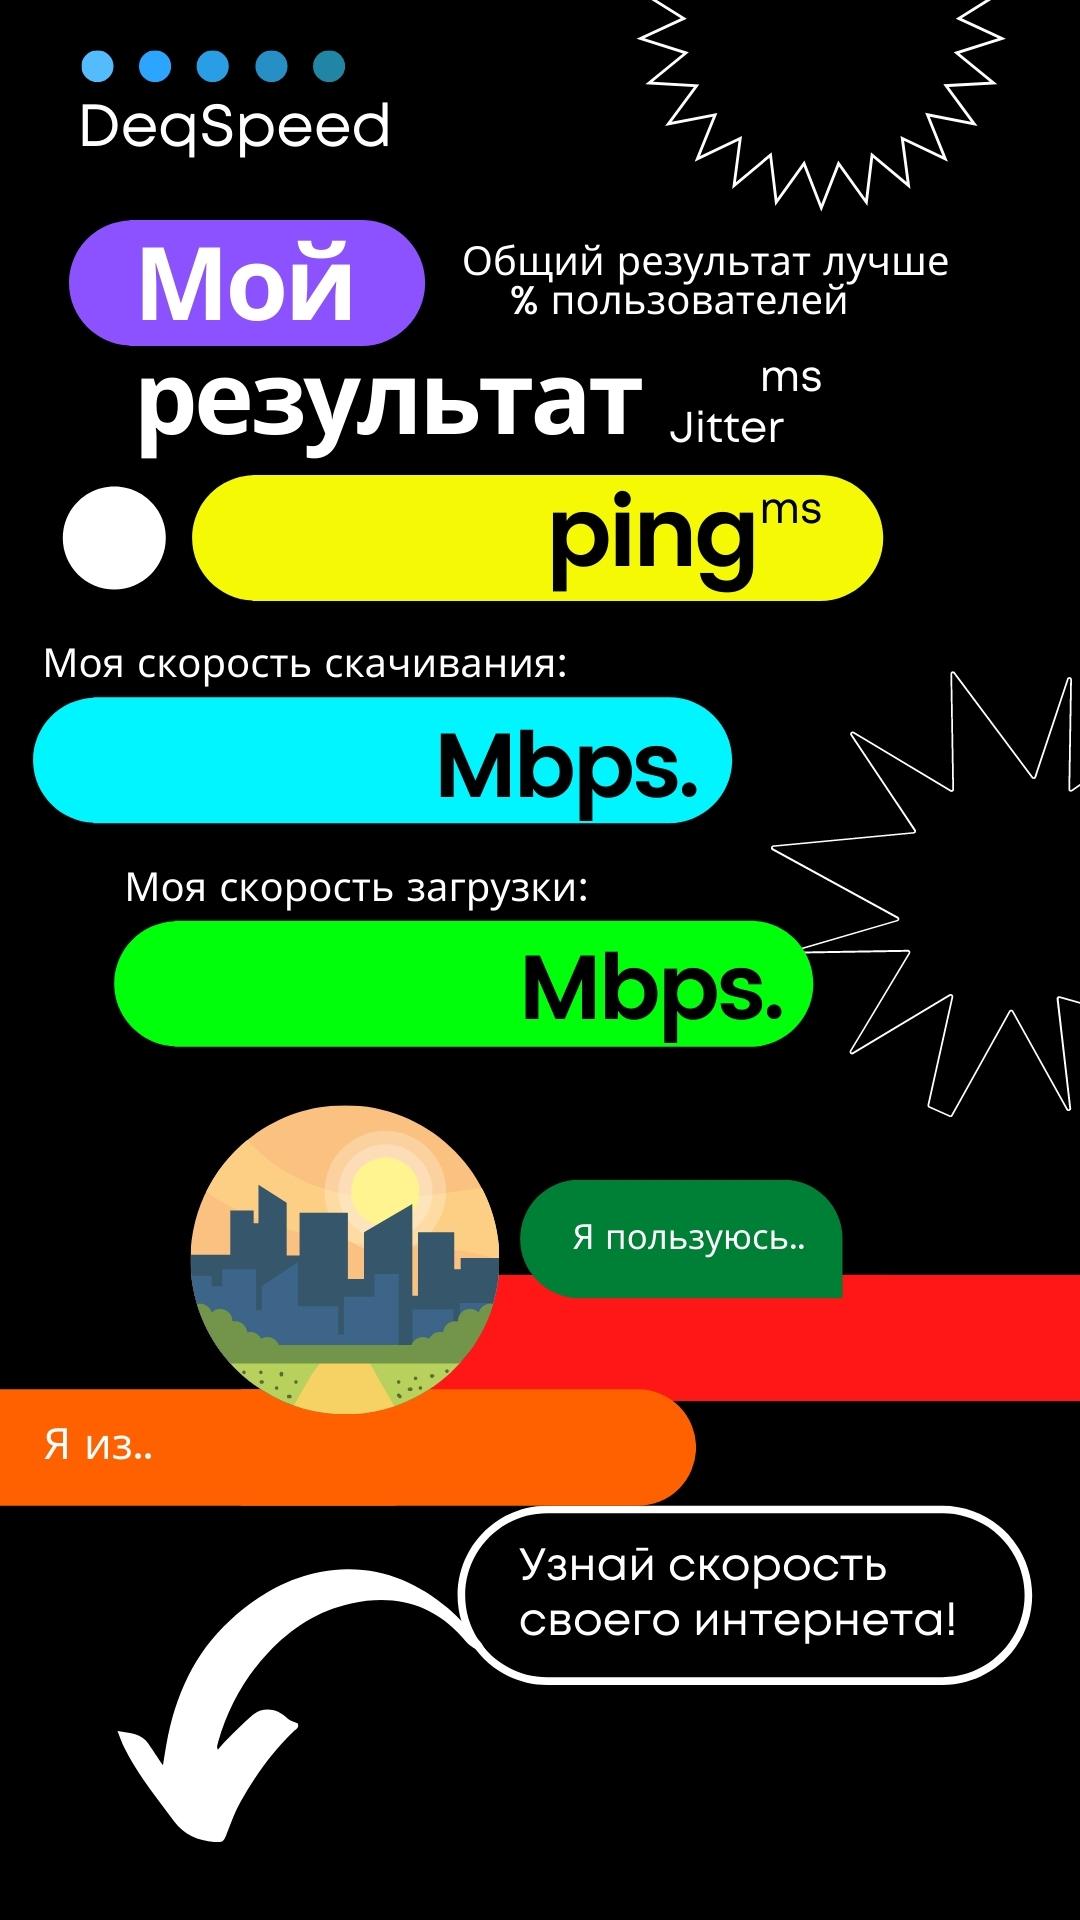 DeqSpeed
Мой
результат
Общий результат лучше
% пользователей
ms
Jitter
ping ms
Моя скорость скачивания:
Mbps.
Моя скорость загрузки:
Mbps.
Я пользуюсь..
Я из..
Узнай скорость
своего интернета!